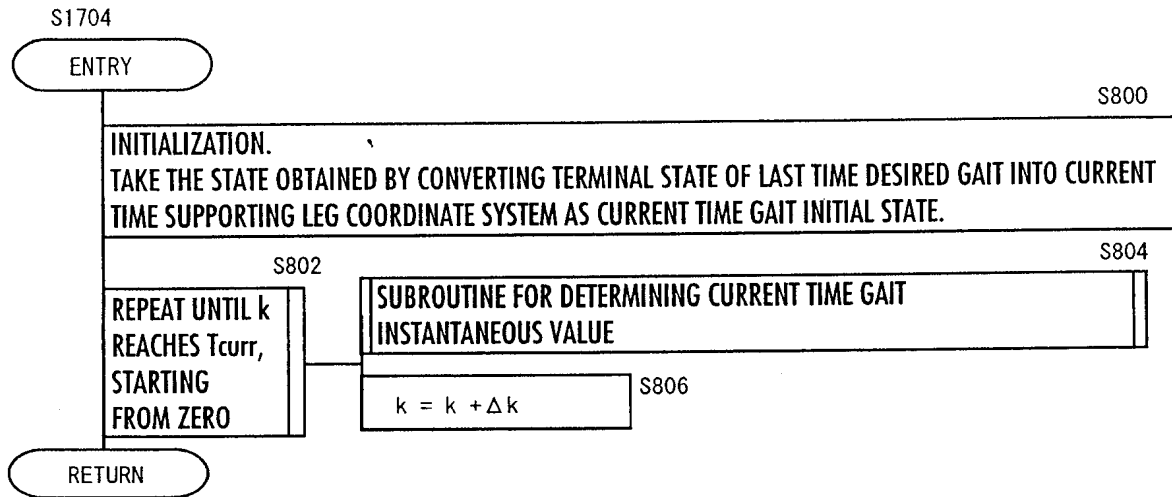 S1704
ENTRY
S800
INITIALIZATION.
TAKE THE STATE OBTAINED BY CONVERTING TERMINAL STATE OF LAST TIME DESIRED GAIT INTO CURRENT
TIME SUPPORTING LEG COORDINATE SYSTEM AS CURRENT TIME GAIT INITIAL STATE.
S802
REPEAT UNTIL k
REACHES Tcurr,
STARTING
FROM ZERO
S804
SUBROUTINE FOR DETERMINING CURRENT TIME GAIT
INSTANTANEOUS VALUE
k = k +Δk
S806
RETURN